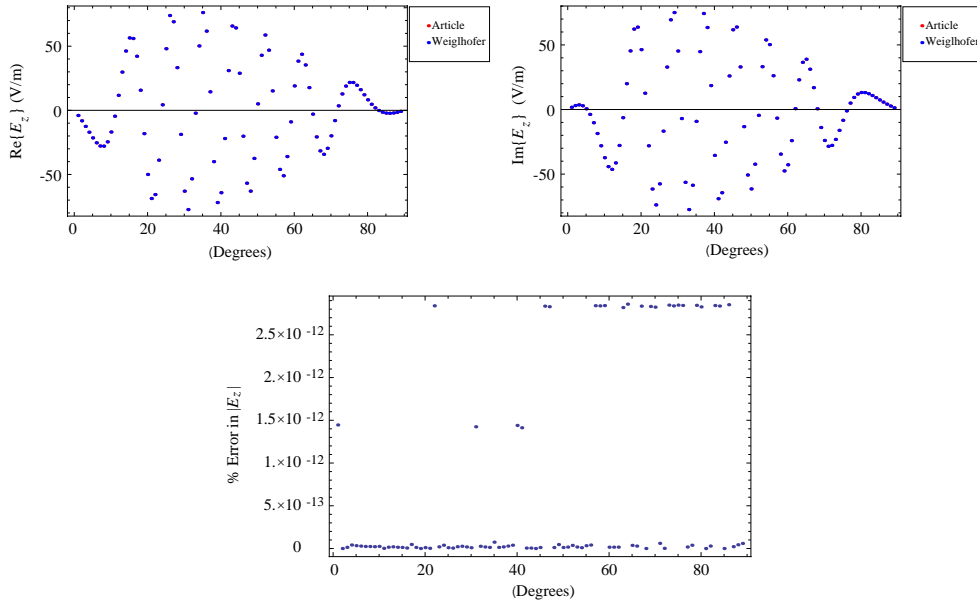 Article
Weiglhofer
Re{E_z} (V/m)
50
0
-50
0
20
40
60
80
(Degrees)
Article
Weiglhofer
Im{E_z} (V/m)
50
0
-50
0
20
40
60
80
(Degrees)
% Error in |E_z|
2.5×10 -12
2.×10 -12
1.5×10 -12
1.×10 -12
5.×10 -13
0
0
20
40
60
80
(Degrees)